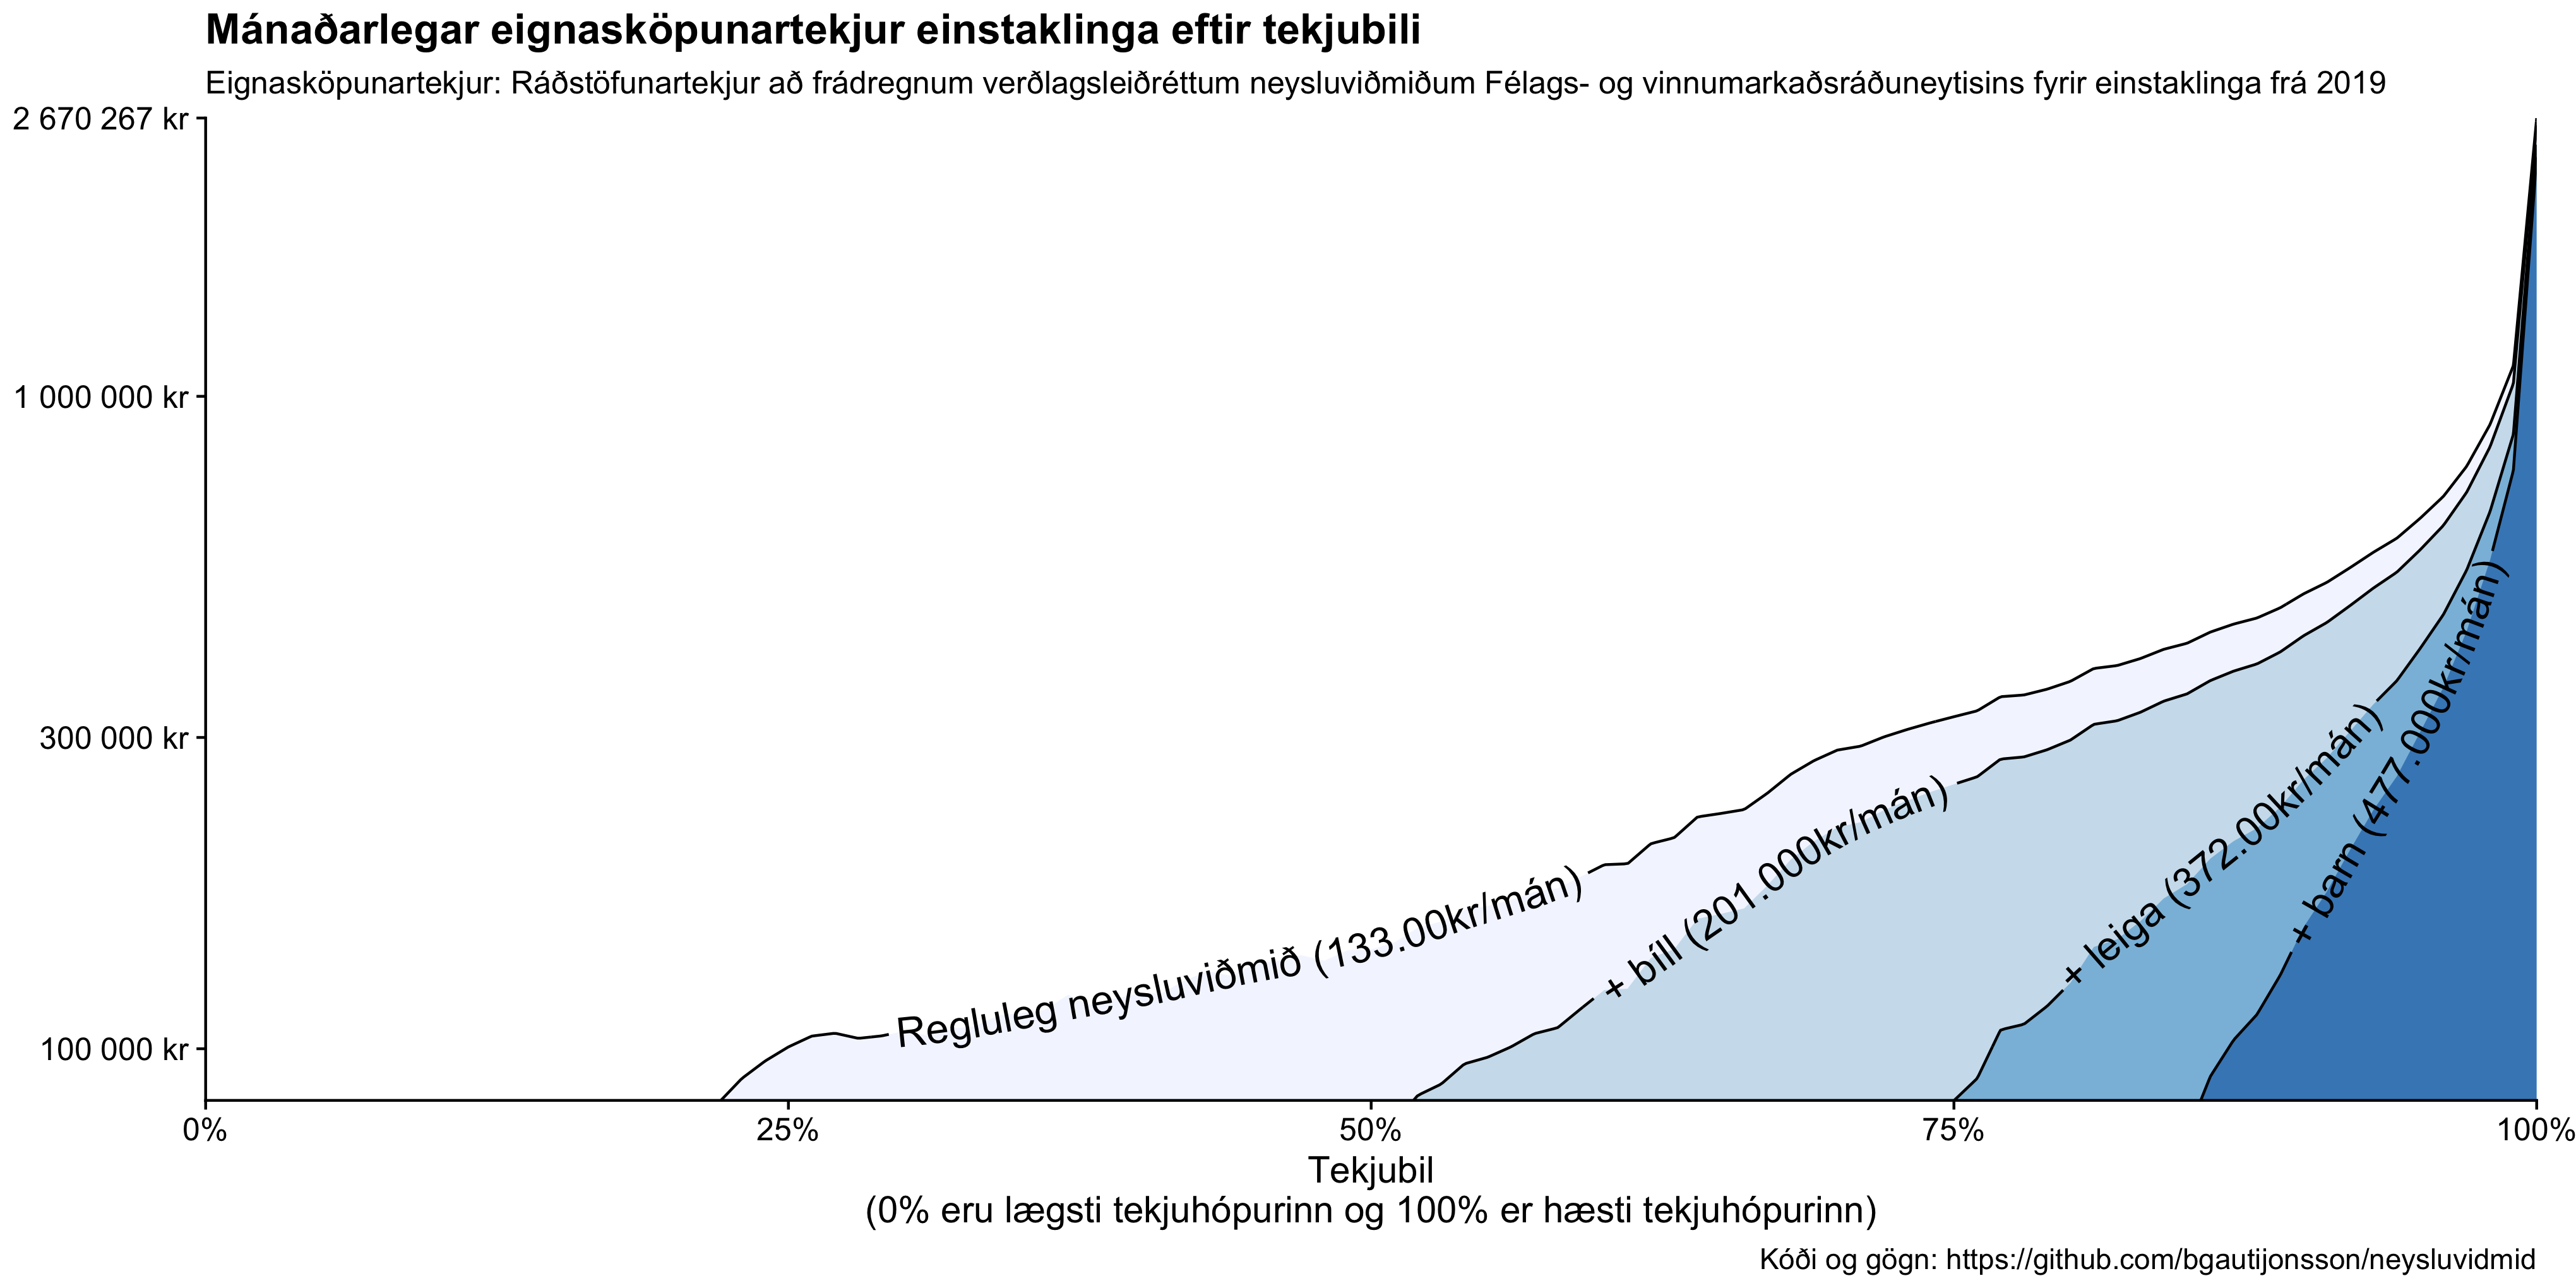 Mánaðarlegar eignasköpunartekjur einstaklinga eftir tekjubili
Eignasköpunartekjur: Ráðstöfunartekjur að frádregnum verðlagsleiðréttum neysluviðmiðum Félags- og vinnumarkaðsráðuneytisins fyrir einstaklinga frá 2019
2 670 267 kr
1 000 000 kr
300 000 kr
100 000 kr
Regluleg neysluviðmið (133.00kr/mán)
+ bíll (201.000kr/mán)
+ leiga (372.00kr/mán)
+ barn (477.000kr/mán)
0%
25%
50%
75%
100%
Tekjubil
(0% eru lægsti tekjuhópurinn og 100% er hæsti tekjuhópurinn)
Kóði og gögn: https://github.com/bgautijonsson/neysluvidmid